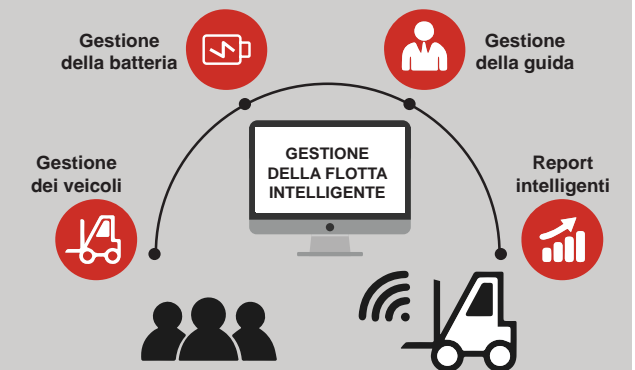 Gestione
della batteria
Gestione
della guida
Gestione
dei veicoli
GESTIONE
DELLA FLOTTA
INTELLIGENTE
Report
intelligenti